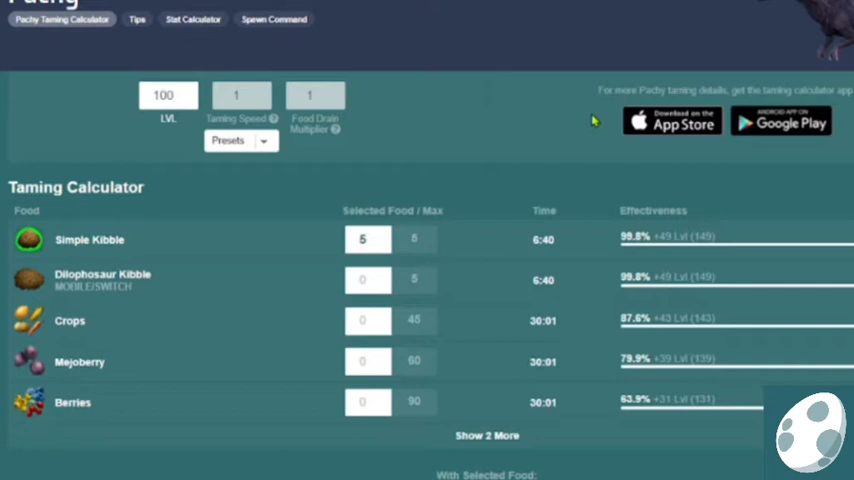 Pachy
Pachy Taming Calculator Tips Stat Calculator Spawn Command
For more Pachy taming details, get the taming calculator app
100 1 1
LVL Taming Speed ? Food Drain
Multiplier ?
Presets
Download on the
App Store
ANDROID APP ON
Google Play
Taming Calculator
Food Selected Food / Max Time Effectiveness
Simple Kibble 5 5 6:40 99.8% +49 Lvl (149)
Dilophosaur Kibble 0 5 6:40 99.8% +49 Lvl (149)
MOBILE/SWITCH
Crops 0 45 30:01 87.6% +43 Lvl (143)
Mejoberry 0 60 30:01 79.9% +39 Lvl (139)
Berries 0 90 30:01 63.9% +31 Lvl (131)
Show 2 More
With Selected Food: